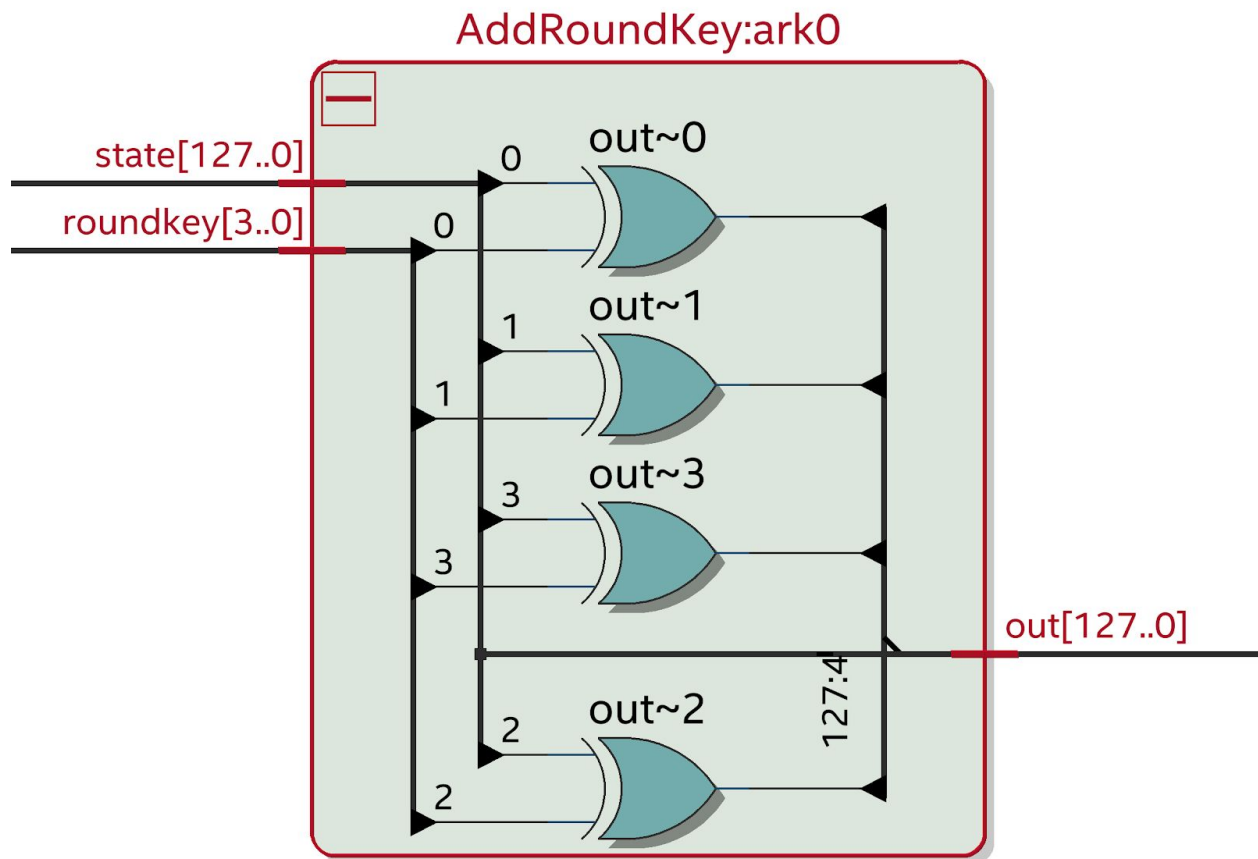 AddRoundKey:ark0
state[127..0]
roundkey[3..0]
0
out~0
0
1
out~1
1
3
out~3
3
out[127..0]
127:4
2
out~2
2